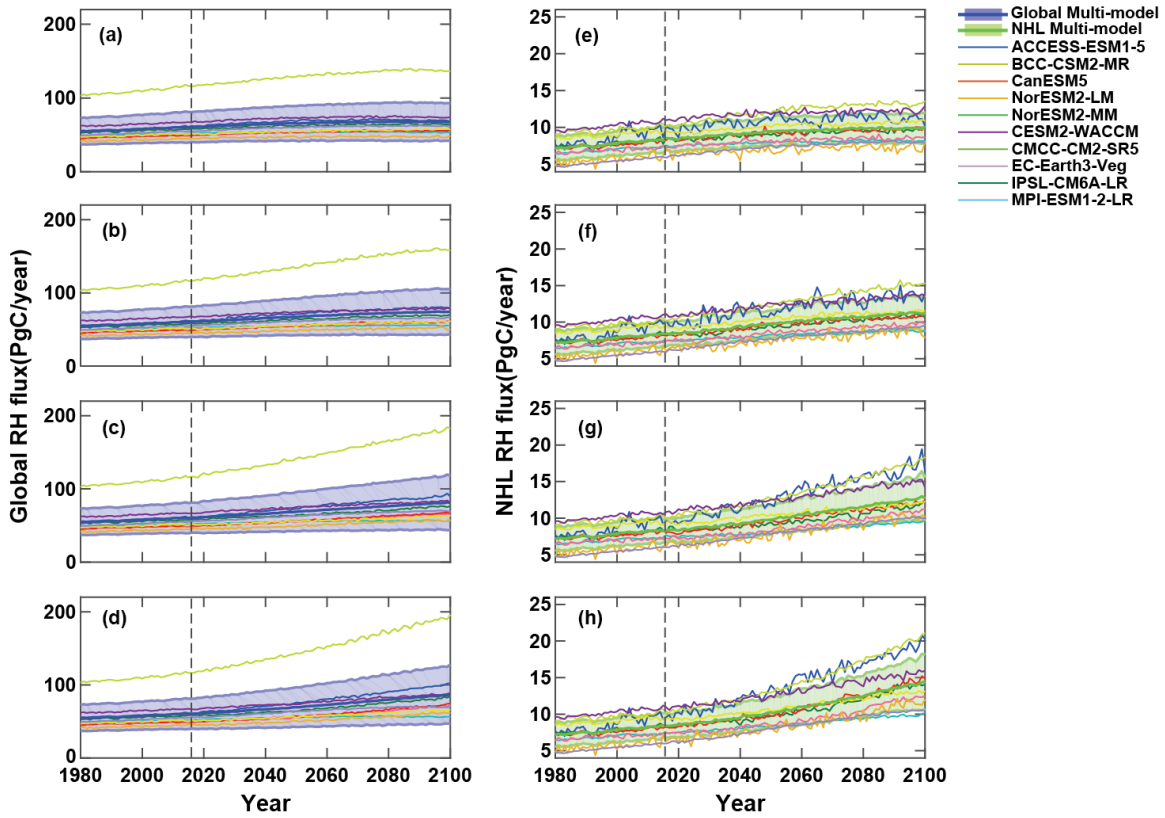 200
100
0
(a)
200
100
0
(b)
200
100
0
(c)
200
100
0
(d)
1980 2000 2020 2040 2060 2080 2100
Year
Global RH flux(PgC/year)
25
20
15
10
5
(e)
25
20
15
10
5
(f)
25
20
15
10
5
(g)
25
20
15
10
5
(h)
1980 2000 2020 2040 2060 2080 2100
Year
NHL RH flux(PgC/year)
Global Multi-model
NHL Multi-model
ACCESS-ESM1-5
BCC-CSM2-MR
CanESM5
NorESM2-LM
NorESM2-MM
CESM2-WACCM
CMCC-CM2-SR5
EC-Earth3-Veg
IPSL-CM6A-LR
MPI-ESM1-2-LR